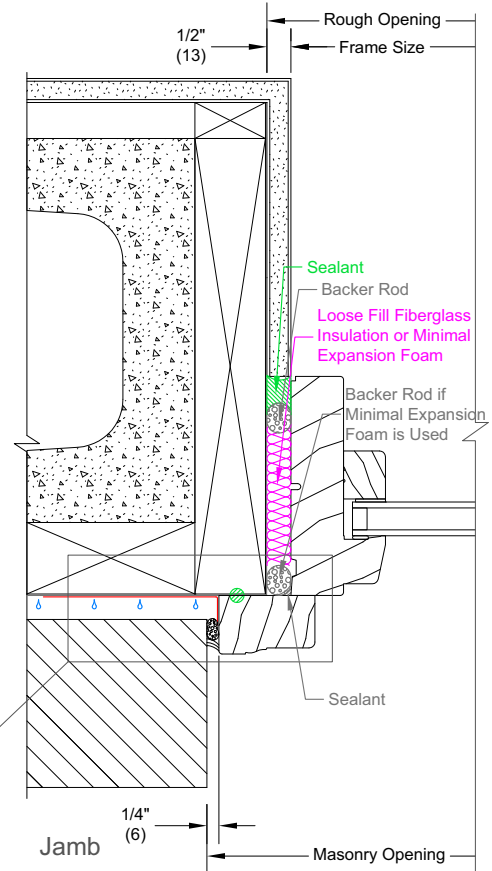 Rough Opening
1/2"
(13)
Frame Size
Sealant
Backer Rod
Loose Fill Fiberglass
Insulation or Minimal
Expansion Foam
Backer Rod if
Minimal Expansion
Foam is Used
Sealant
1/4"
(6)
Jamb
Masonry Opening